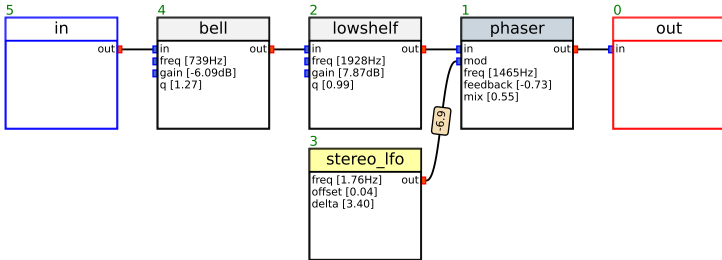 5
in
out
4
bell
in
out
freq [739Hz]
gain [-6.09dB]
q [1.27]
2
lowshelf
in
out
freq [1928Hz]
gain [7.87dB]
q [0.99]
1
phaser
in
out
mod
freq [1465Hz]
feedback [-0.73]
mix [0.55]
0
out
in
-6.9
3
stereo_lfo
freq [1.76Hz]
out
offset [0.04]
delta [3.40]